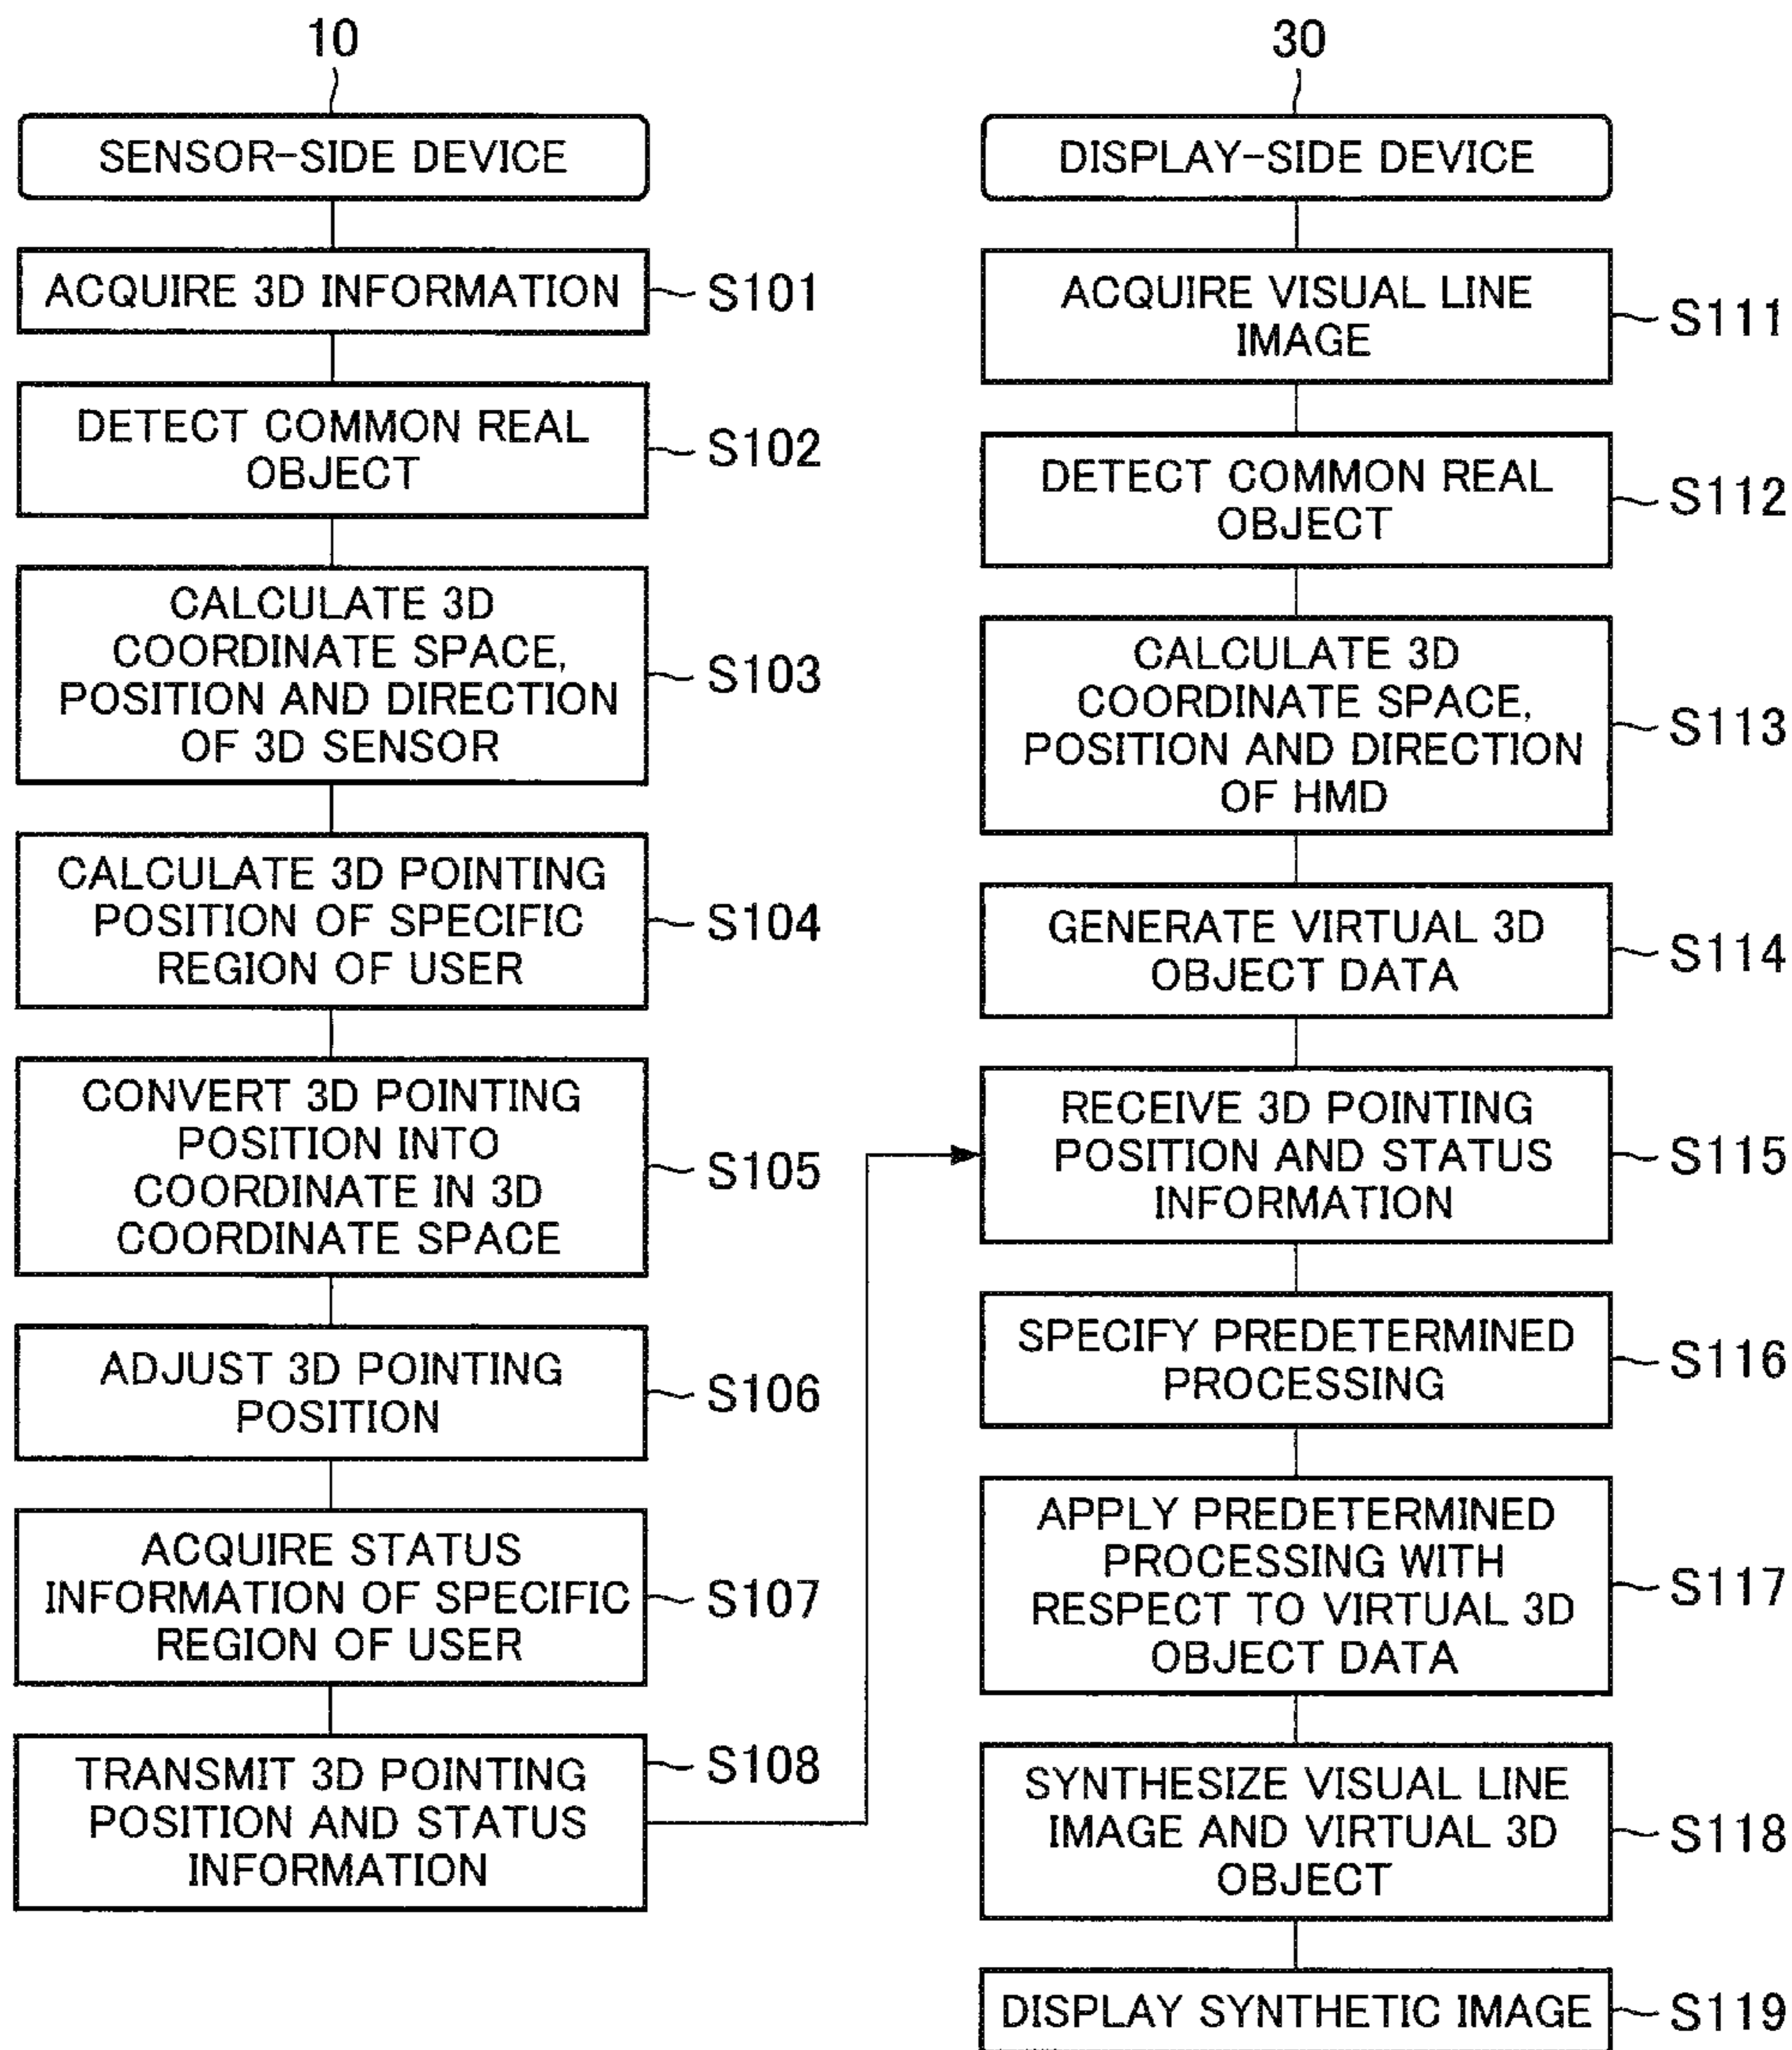 10
SENSOR-SIDE DEVICE
ACQUIRE 3D INFORMATION
S101
DETECT COMMON REAL
OBJECT
S102
CALCULATE 3D
COORDINATE SPACE,
POSITION AND DIRECTION
OF 3D SENSOR
S103
CALCULATE 3D POINTING
POSITION OF SPECIFIC
REGION OF USER
S104
CONVERT 3D POINTING
POSITION INTO
COORDINATE IN 3D
COORDINATE SPACE
S105
ADJUST 3D POINTING
POSITION
S106
ACQUIRE STATUS
INFORMATION OF SPECIFIC
REGION OF USER
S107
TRANSMIT 3D POINTING
POSITION AND STATUS
INFORMATION
S108
30
DISPLAY-SIDE DEVICE
ACQUIRE VISUAL LINE
IMAGE
S111
DETECT COMMON REAL
OBJECT
S112
CALCULATE 3D
COORDINATE SPACE,
POSITION AND DIRECTION
OF HMD
S113
GENERATE VIRTUAL 3D
OBJECT DATA
S114
RECEIVE 3D POINTING
POSITION AND STATUS
INFORMATION
S115
SPECIFY PREDETERMINED
PROCESSING
S116
APPLY PREDETERMINED
PROCESSING WITH
RESPECT TO VIRTUAL 3D
OBJECT DATA
S117
SYNTHESIZE VISUAL LINE
IMAGE AND VIRTUAL 3D
OBJECT
S118
DISPLAY SYNTHETIC IMAGE
S119